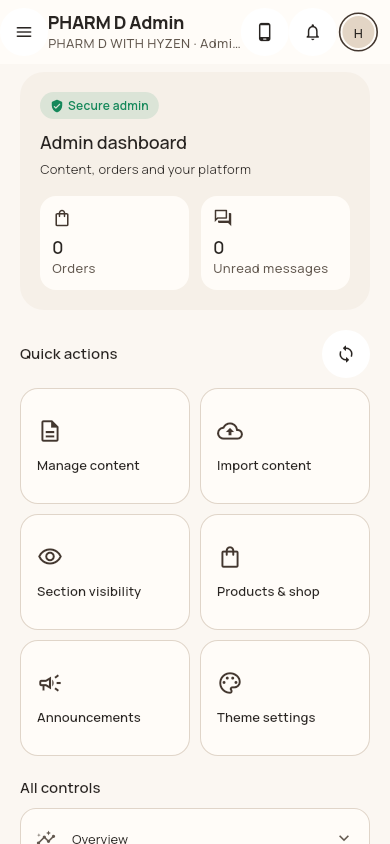 PHARM D Admin
PHARM D WITH HYZEN · Admi...
H
Secure admin
Admin dashboard
Content, orders and your platform
0
Orders
0
Unread messages
Quick actions
Manage content
Import content
Section visibility
Products & shop
Announcements
Theme settings
All controls
Overview